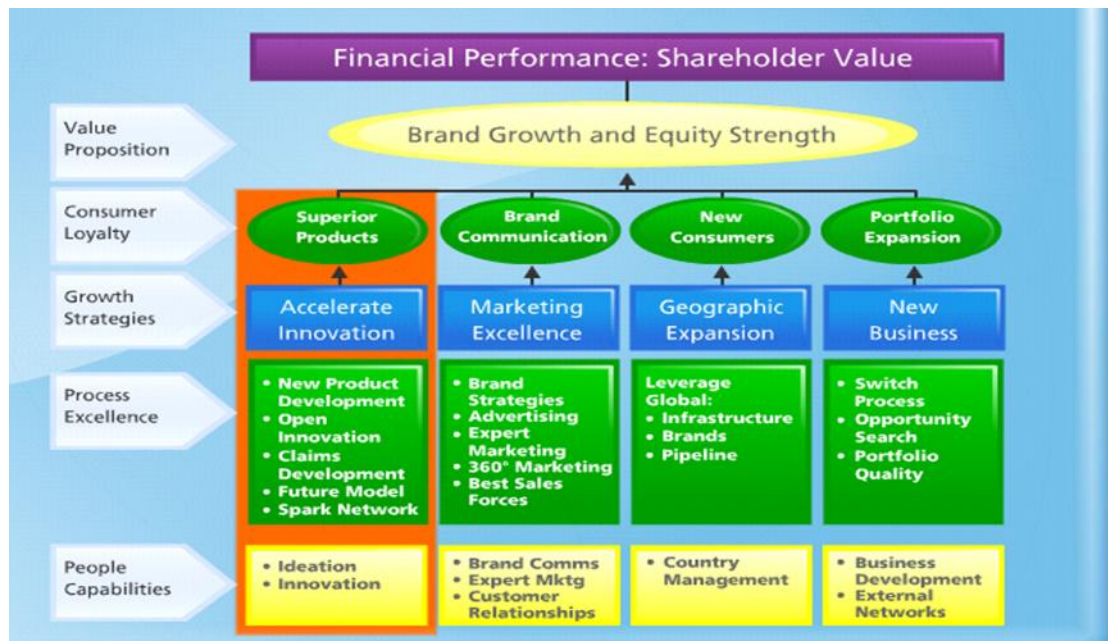 Financial Performance: Shareholder Value
Value
Proposition
Brand Growth and Equity Strength
Consumer
Loyalty
Superior
Products
Brand
Communication
New
Consumers
Portfolio
Expansion
Growth
Strategies
Accelerate
Innovation
Marketing
Excellence
Geographic
Expansion
New
Business
Process
Excellence
• New Product
Development
• Open
Innovation
• Claims
Development
• Future Model
• Spark Network
• Brand
Strategies
• Advertising
• Expert
Marketing
• 360° Marketing
• Best Sales
Forces
Leverage
Global:
• Infrastructure
• Brands
• Pipeline
• Switch
Process
• Opportunity
Search
• Portfolio
Quality
People
Capabilities
• Ideation
• Innovation
• Brand Comms
• Expert Mktg
• Customer
Relationships
• Country
Management
• Business
Development
• External
Networks